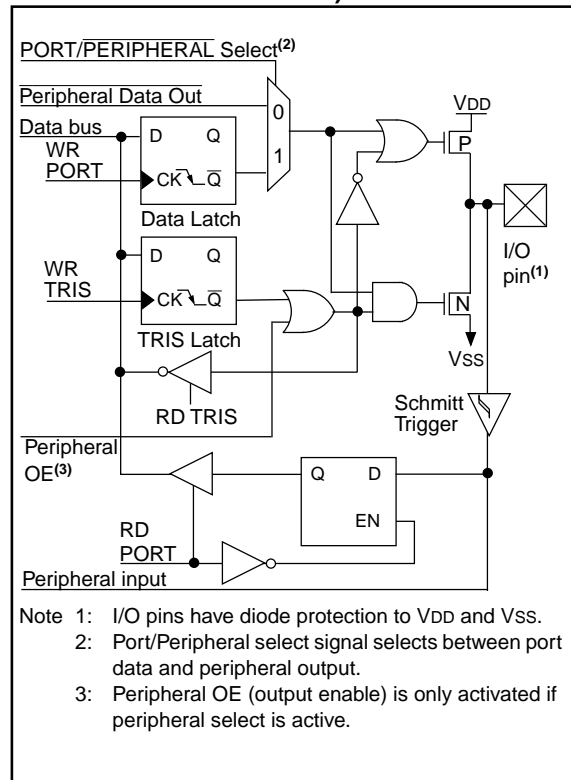 PORT/PERIPHERAL Select(2)
Peripheral Data Out
Data bus
WR
PORT
D Q
CK Q
Data Latch
0
1
VDD
P
I/O
pin(1)
N
VSS
WR
TRIS
D Q
CK Q
TRIS Latch
RD TRIS
Schmitt
Trigger
Peripheral
OE(3)
Q D
EN
RD
PORT
Peripheral input
Note 1: I/O pins have diode protection to VDD and VSS.
2: Port/Peripheral select signal selects between port
data and peripheral output.
3: Peripheral OE (output enable) is only activated if
peripheral select is active.